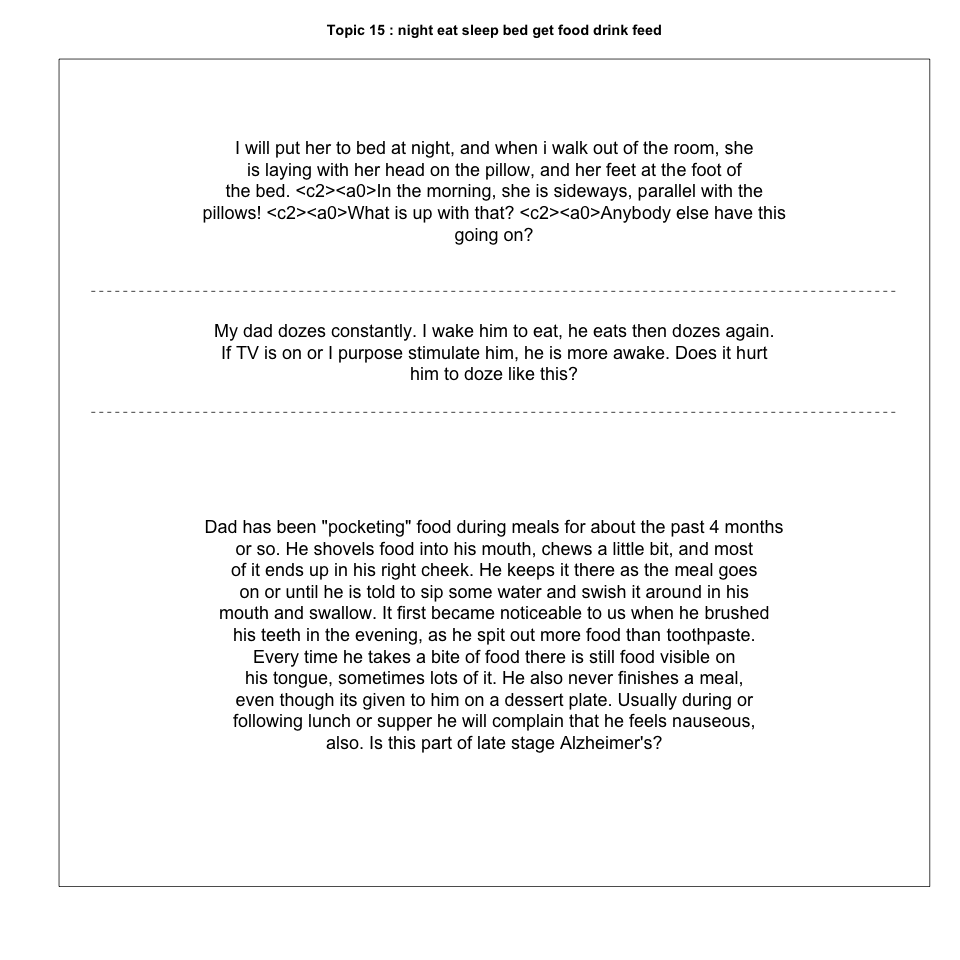 Topic 15 : night eat sleep bed get food drink feed
I will put her to bed at night, and when i walk out of the room, she
is laying with her head on the pillow, and her feet at the foot of
the bed. <c2><a0>In the morning, she is sideways, parallel with the
pillows! <c2><a0>What is up with that? <c2><a0>Anybody else have this
going on?
My dad dozes constantly. I wake him to eat, he eats then dozes again.
If TV is on or I purpose stimulate him, he is more awake. Does it hurt
him to doze like this?
Dad has been "pocketing" food during meals for about the past 4 months
or so. He shovels food into his mouth, chews a little bit, and most
of it ends up in his right cheek. He keeps it there as the meal goes
on or until he is told to sip some water and swish it around in his
mouth and swallow. It first became noticeable to us when he brushed
his teeth in the evening, as he spit out more food than toothpaste.
Every time he takes a bite of food there is still food visible on
his tongue, sometimes lots of it. He also never finishes a meal,
even though its given to him on a dessert plate. Usually during or
following lunch or supper he will complain that he feels nauseous,
also. Is this part of late stage Alzheimer's?